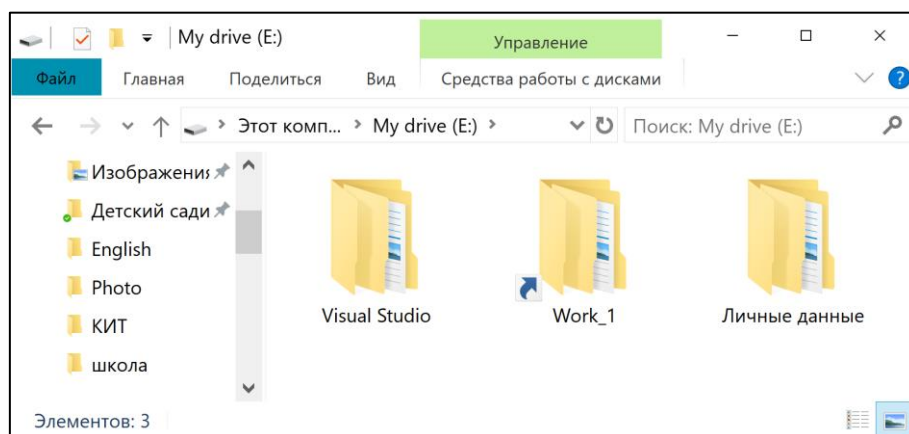 My drive (E:)
Управление
Файл Главная Поделиться Вид Средства работы с дисками ?
Этот комп... My drive (E:) Поиск: My drive (E:)
Изображения
Детский сади
English
Photo
КИТ
школа
Visual Studio Work_1 Личные данные
Элементов: 3